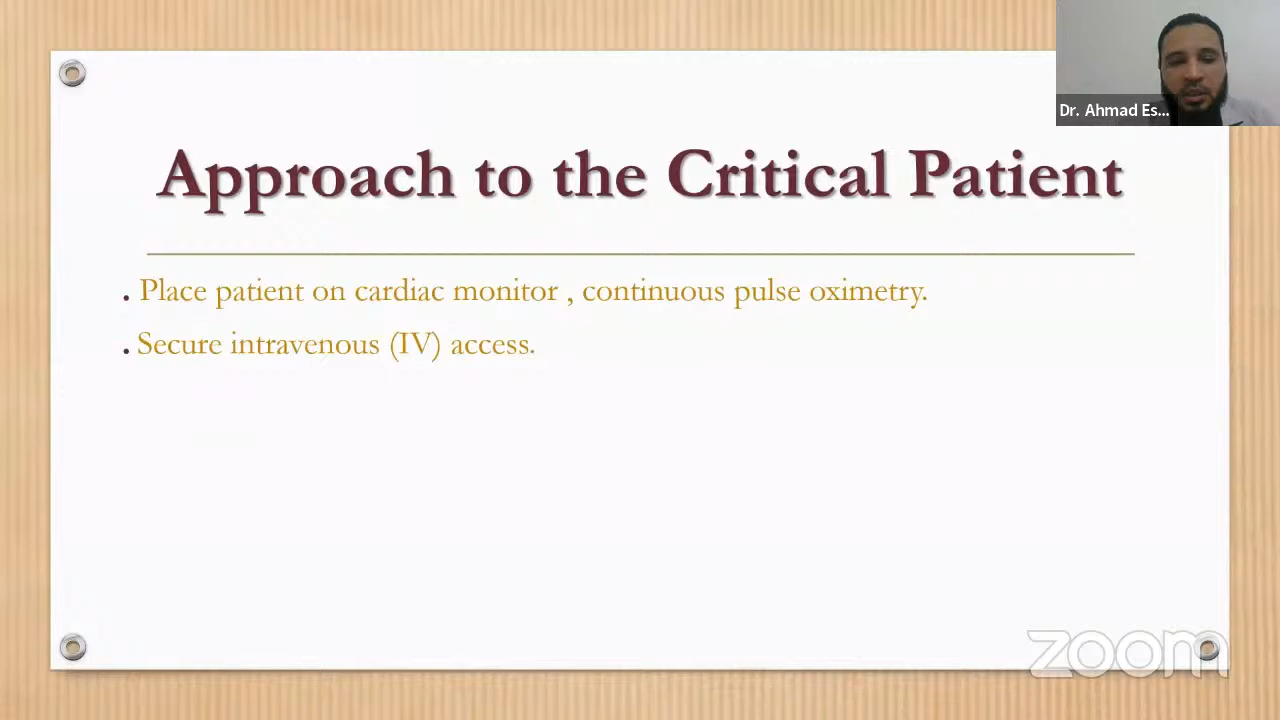 Dr. Ahmad Es...
Approach to the Critical Patient
. Place patient on cardiac monitor , continuous pulse oximetry.
. Secure intravenous (IV) access.
zoom